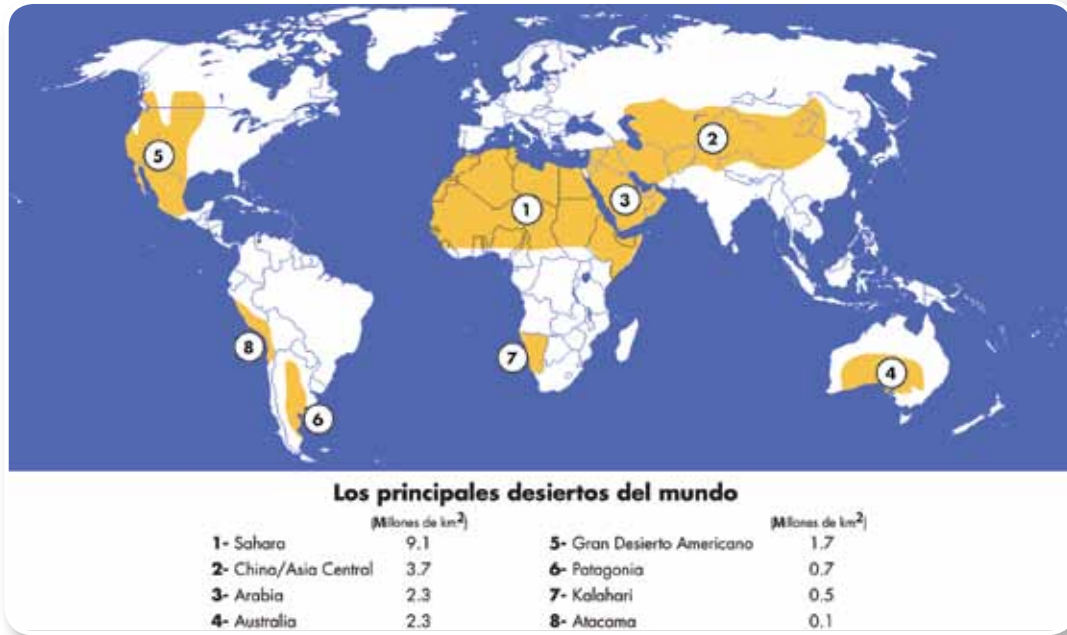 5
2
1
3
8
7
4
6
Los principales desiertos del mundo
(Millones de km²) (Millones de km²)
1- Sahara 9.1 5- Gran Desierto Americano 1.7
2- China/Asia Central 3.7 6- Patagonia 0.7
3- Arabia 2.3 7- Kalahari 0.5
4- Australia 2.3 8- Atacama 0.1